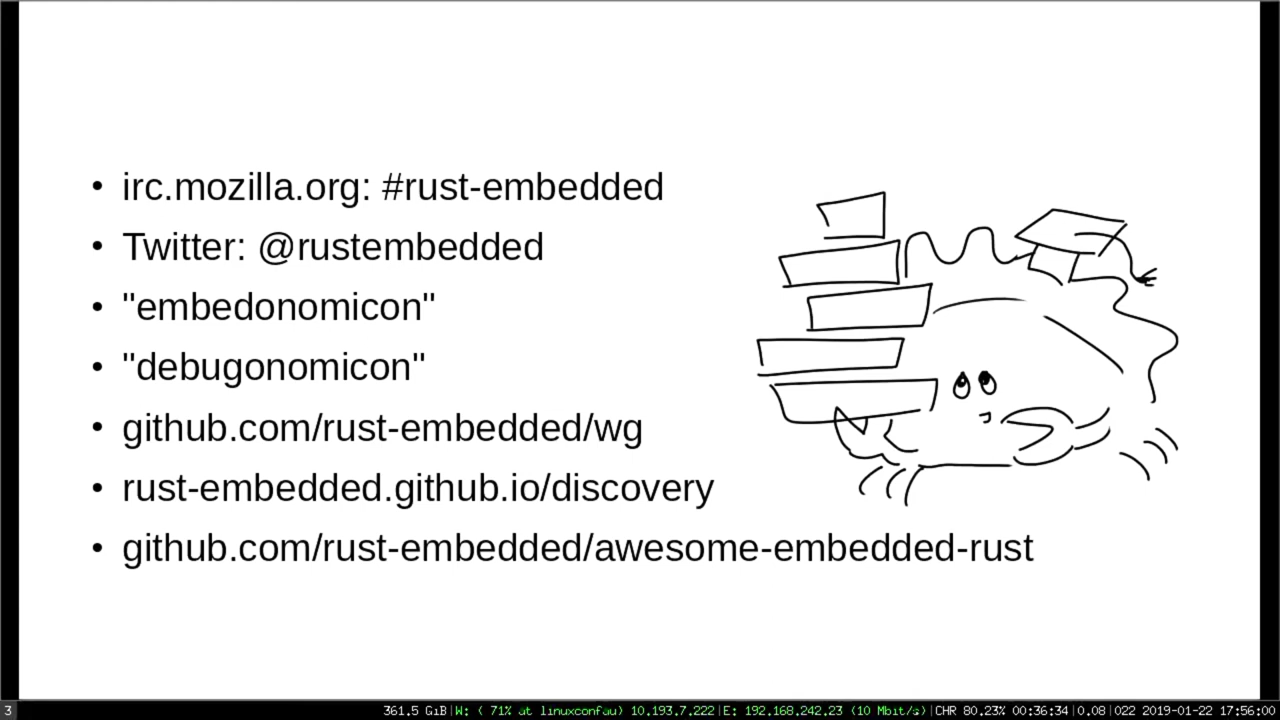 irc.mozilla.org: #rust-embedded
Twitter: @rustembedded
"embedonomicon"
"debugonomicon"
github.com/rust-embedded/wg
rust-embedded.github.io/discovery
github.com/rust-embedded/awesome-embedded-rust
3 361.5 GiB|W: ( 71% at linuxconfau) 10.193.7.222|E: 192.168.242.23 (10 Mbit/s)|CHR 80.23% 00:36:34|0.08|022 2019-01-22 17:56:00